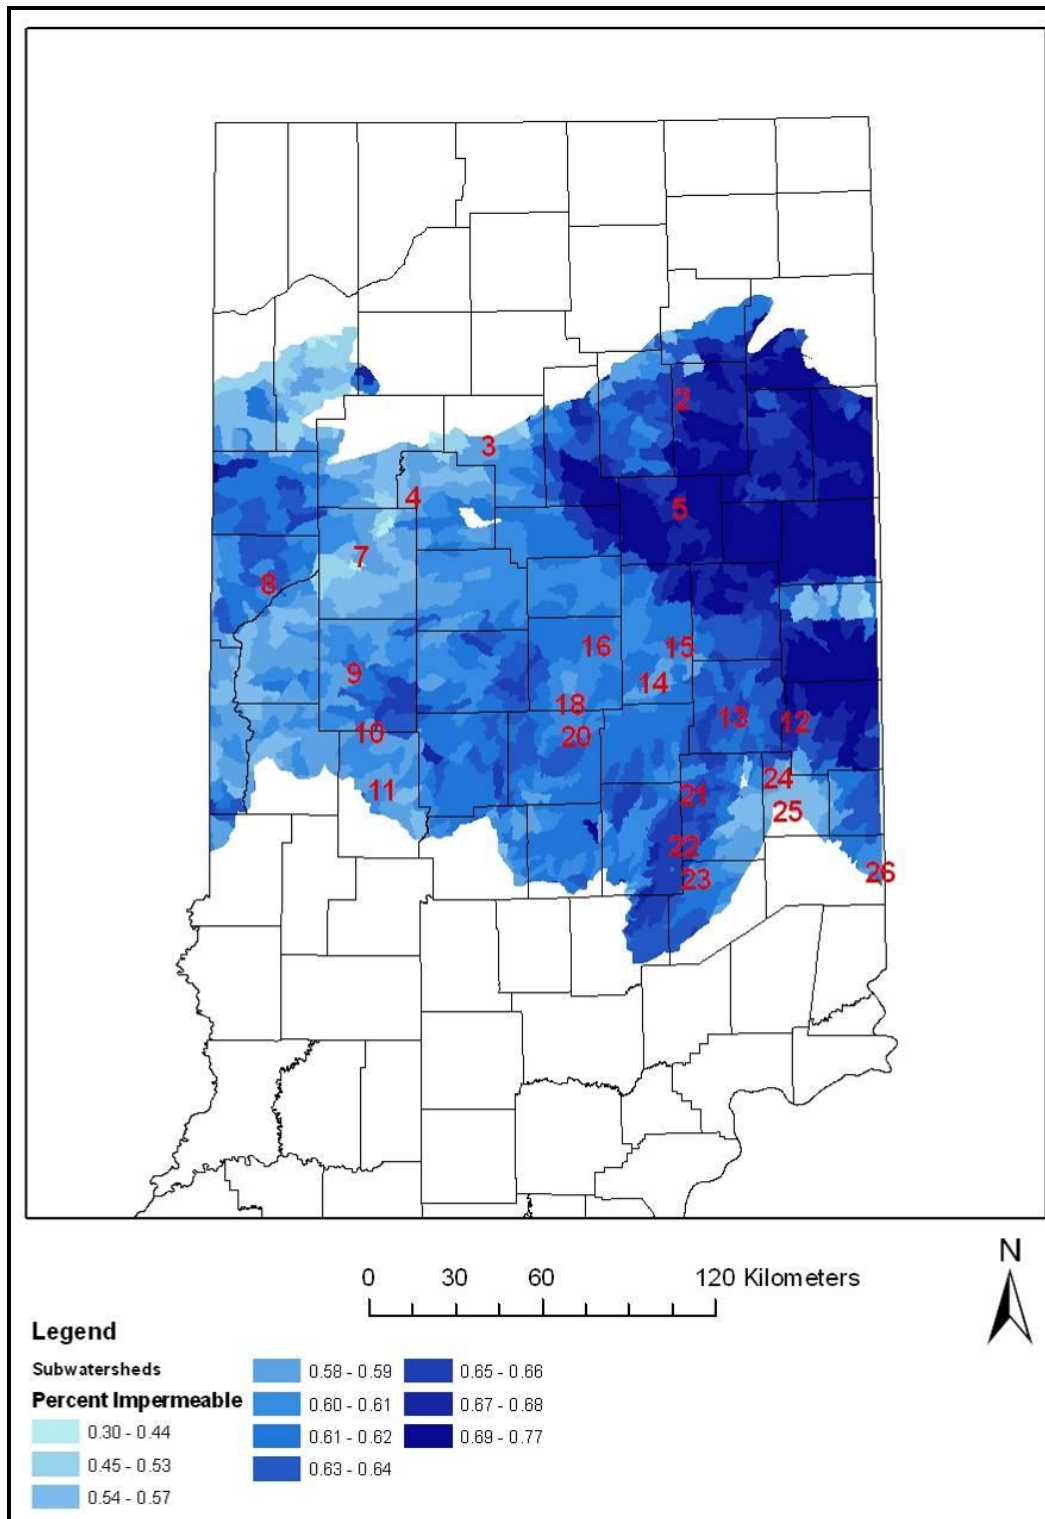 2
3
4
5
7
8
16
15
9
14
18
13
12
10
20
24
11
21
25
22
23
26
N
0 30 60 120 Kilometers
Legend
Subwatersheds
Percent Impermeable
0.30 - 0.44
0.45 - 0.53
0.54 - 0.57
0.58 - 0.59
0.60 - 0.61
0.61 - 0.62
0.63 - 0.64
0.65 - 0.66
0.67 - 0.68
0.69 - 0.77